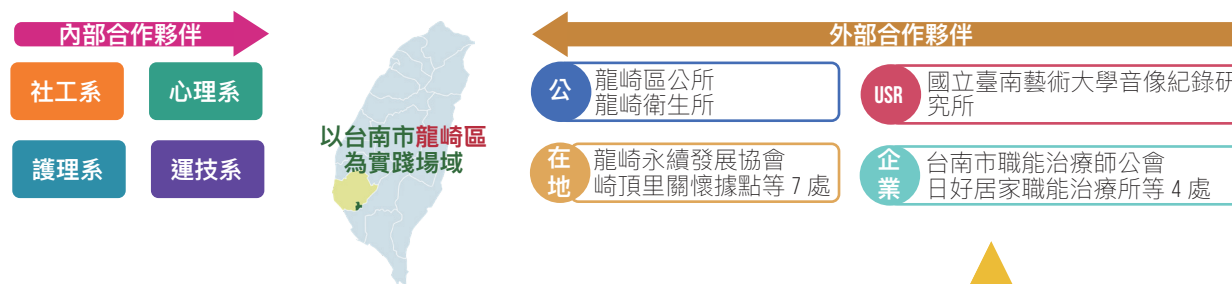 內部合作夥伴
社工系
心理系
護理系
運技系
以台南市龍崎區
為實踐場域
外部合作夥伴
公
龍崎區公所
龍崎衛生所
USR
國立臺南藝術大學音像紀錄研
究所
在
地
龍崎永續發展協會
崎頂里關懷據點等 7 處
企
業
台南市職能治療師公會
日好居家職能治療所等 4 處